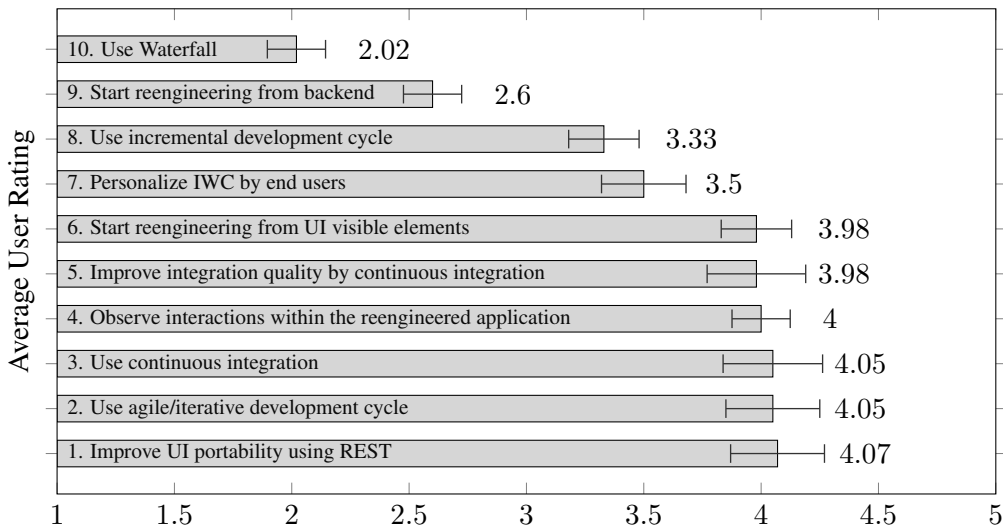 10. Use Waterfall 2.02
9. Start reengineering from backend 2.6
8. Use incremental development cycle 3.33
7. Personalize IWC by end users 3.5
6. Start reengineering from UI visible elements 3.98
5. Improve integration quality by continuous integration 3.98
4. Observe interactions within the reengineered application 4
3. Use continuous integration 4.05
2. Use agile/iterative development cycle 4.05
1. Improve UI portability using REST 4.07
Average User Rating
1 1.5 2 2.5 3 3.5 4 4.5 5